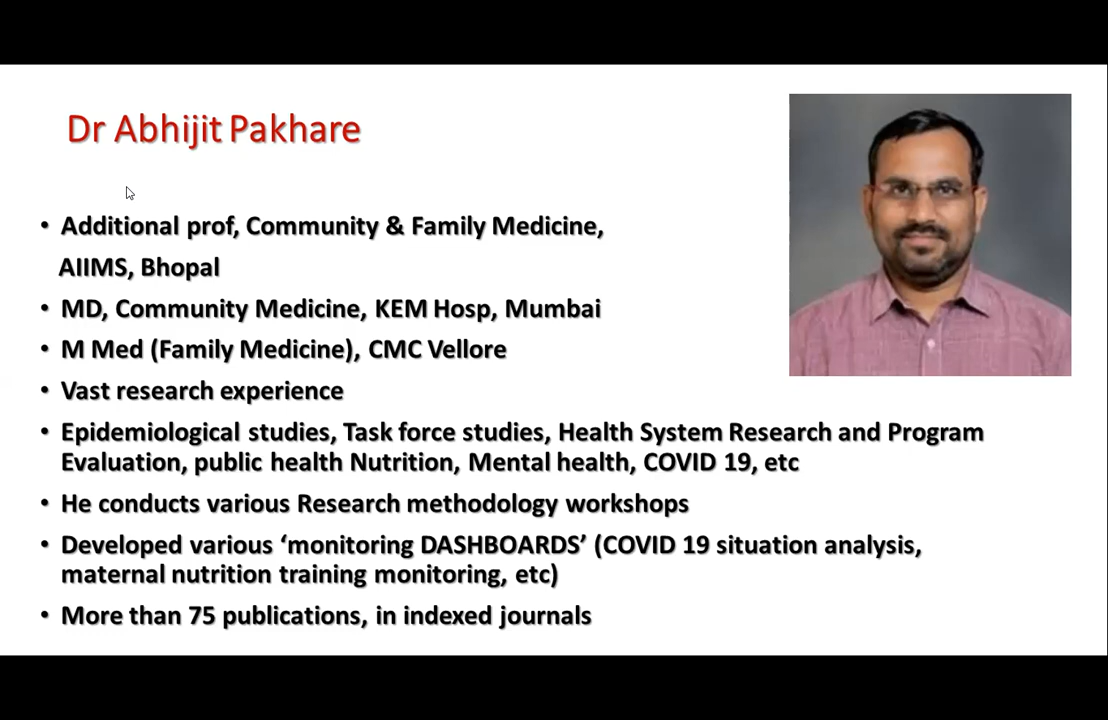 Dr Abhijit Pakhare
• Additional prof, Community & Family Medicine,
AIIMS, Bhopal
• MD, Community Medicine, KEM Hosp, Mumbai
• M Med (Family Medicine), CMC Vellore
• Vast research experience
• Epidemiological studies, Task force studies, Health System Research and Program
Evaluation, public health Nutrition, Mental health, COVID 19, etc
• He conducts various Research methodology workshops
• Developed various ‘monitoring DASHBOARDS’ (COVID 19 situation analysis,
maternal nutrition training monitoring, etc)
• More than 75 publications, in indexed journals